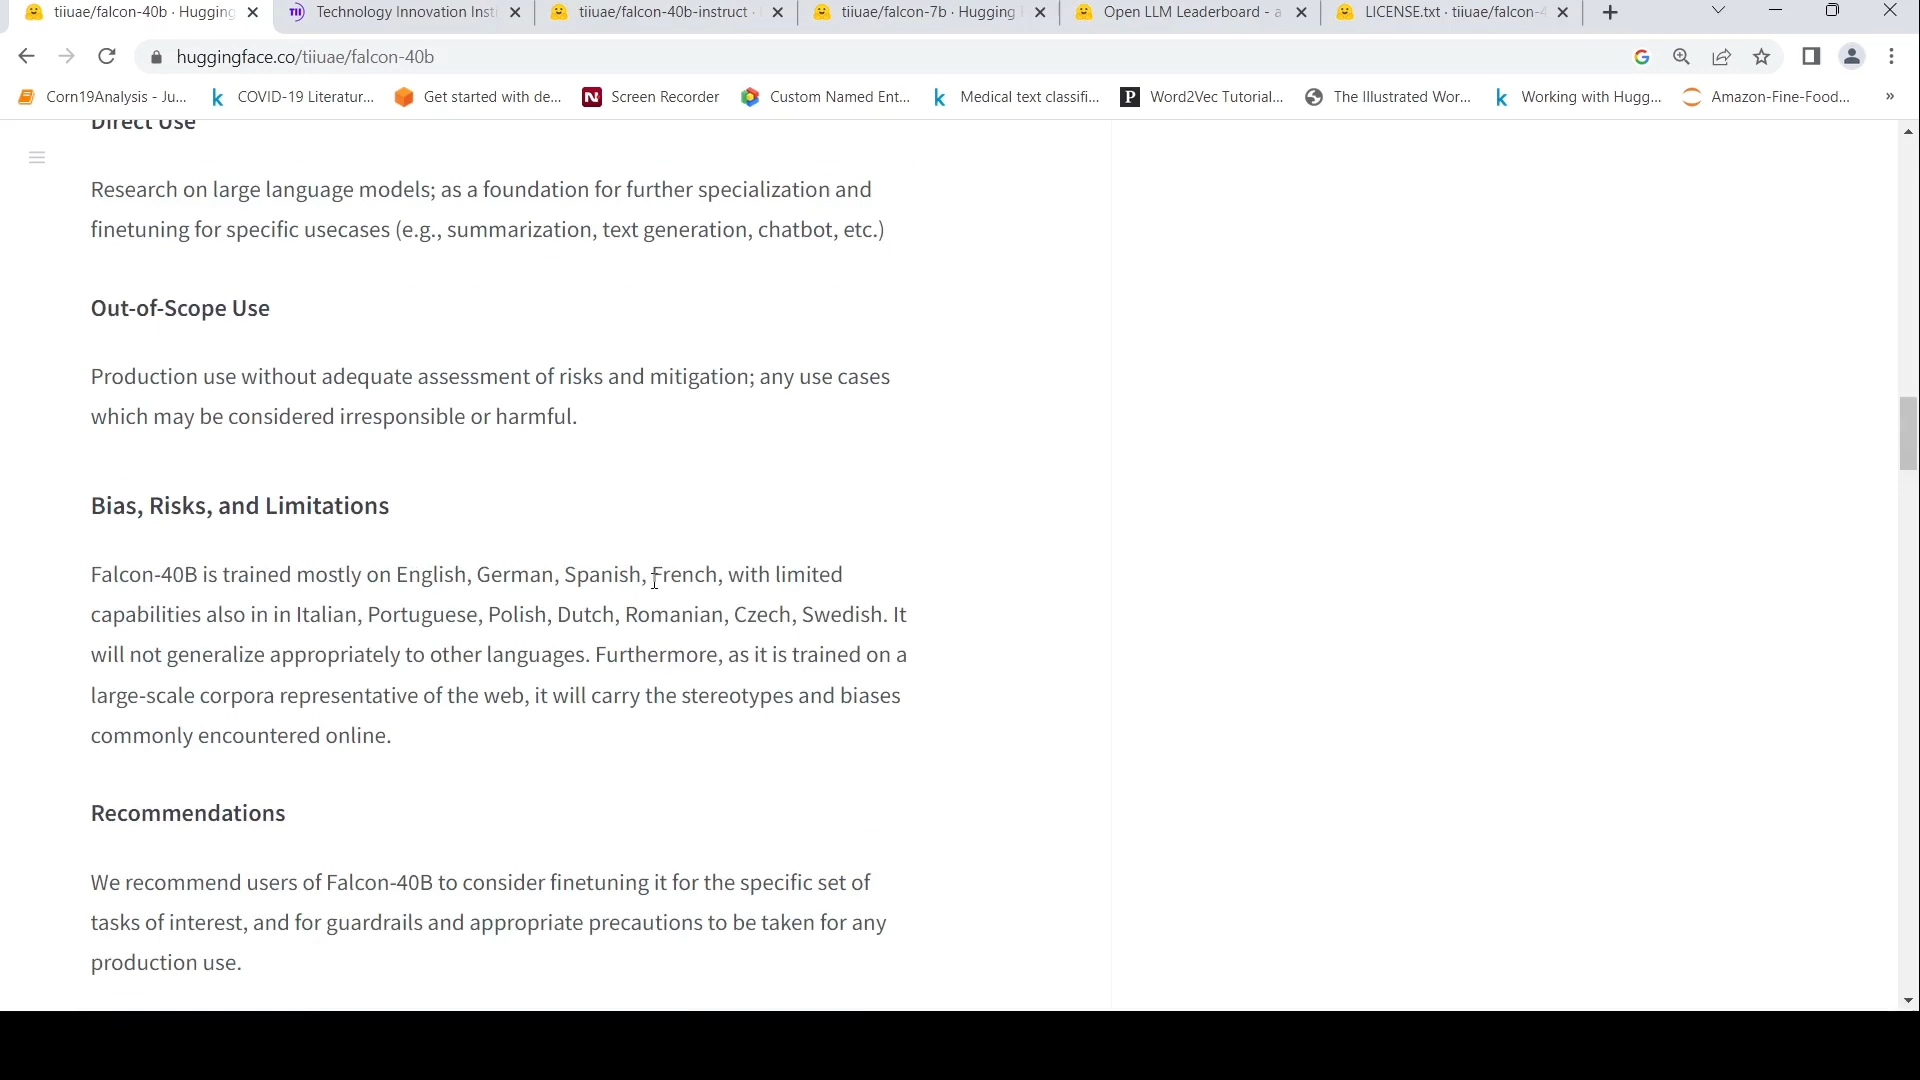 tiiuae/falcon-40b · Hugging
Technology Innovation Insti
tiiuae/falcon-40b-instruct ·
tiiuae/falcon-7b · Hugging
Open LLM Leaderboard - a
LICENSE.txt · tiiuae/falcon-4
huggingface.co/tiiuae/falcon-40b
Corn19Analysis - Ju...
COVID-19 Literatur...
Get started with de...
Screen Recorder
Custom Named Ent...
Medical text classifi...
Word2Vec Tutorial...
The Illustrated Wor...
Working with Hugg...
Amazon-Fine-Food...
»
Direct Use
Research on large language models; as a foundation for further specialization and
finetuning for specific usecases (e.g., summarization, text generation, chatbot, etc.)
Out-of-Scope Use
Production use without adequate assessment of risks and mitigation; any use cases
which may be considered irresponsible or harmful.
Bias, Risks, and Limitations
Falcon-40B is trained mostly on English, German, Spanish, French, with limited
capabilities also in in Italian, Portuguese, Polish, Dutch, Romanian, Czech, Swedish. It
will not generalize appropriately to other languages. Furthermore, as it is trained on a
large-scale corpora representative of the web, it will carry the stereotypes and biases
commonly encountered online.
Recommendations
We recommend users of Falcon-40B to consider finetuning it for the specific set of
tasks of interest, and for guardrails and appropriate precautions to be taken for any
production use.